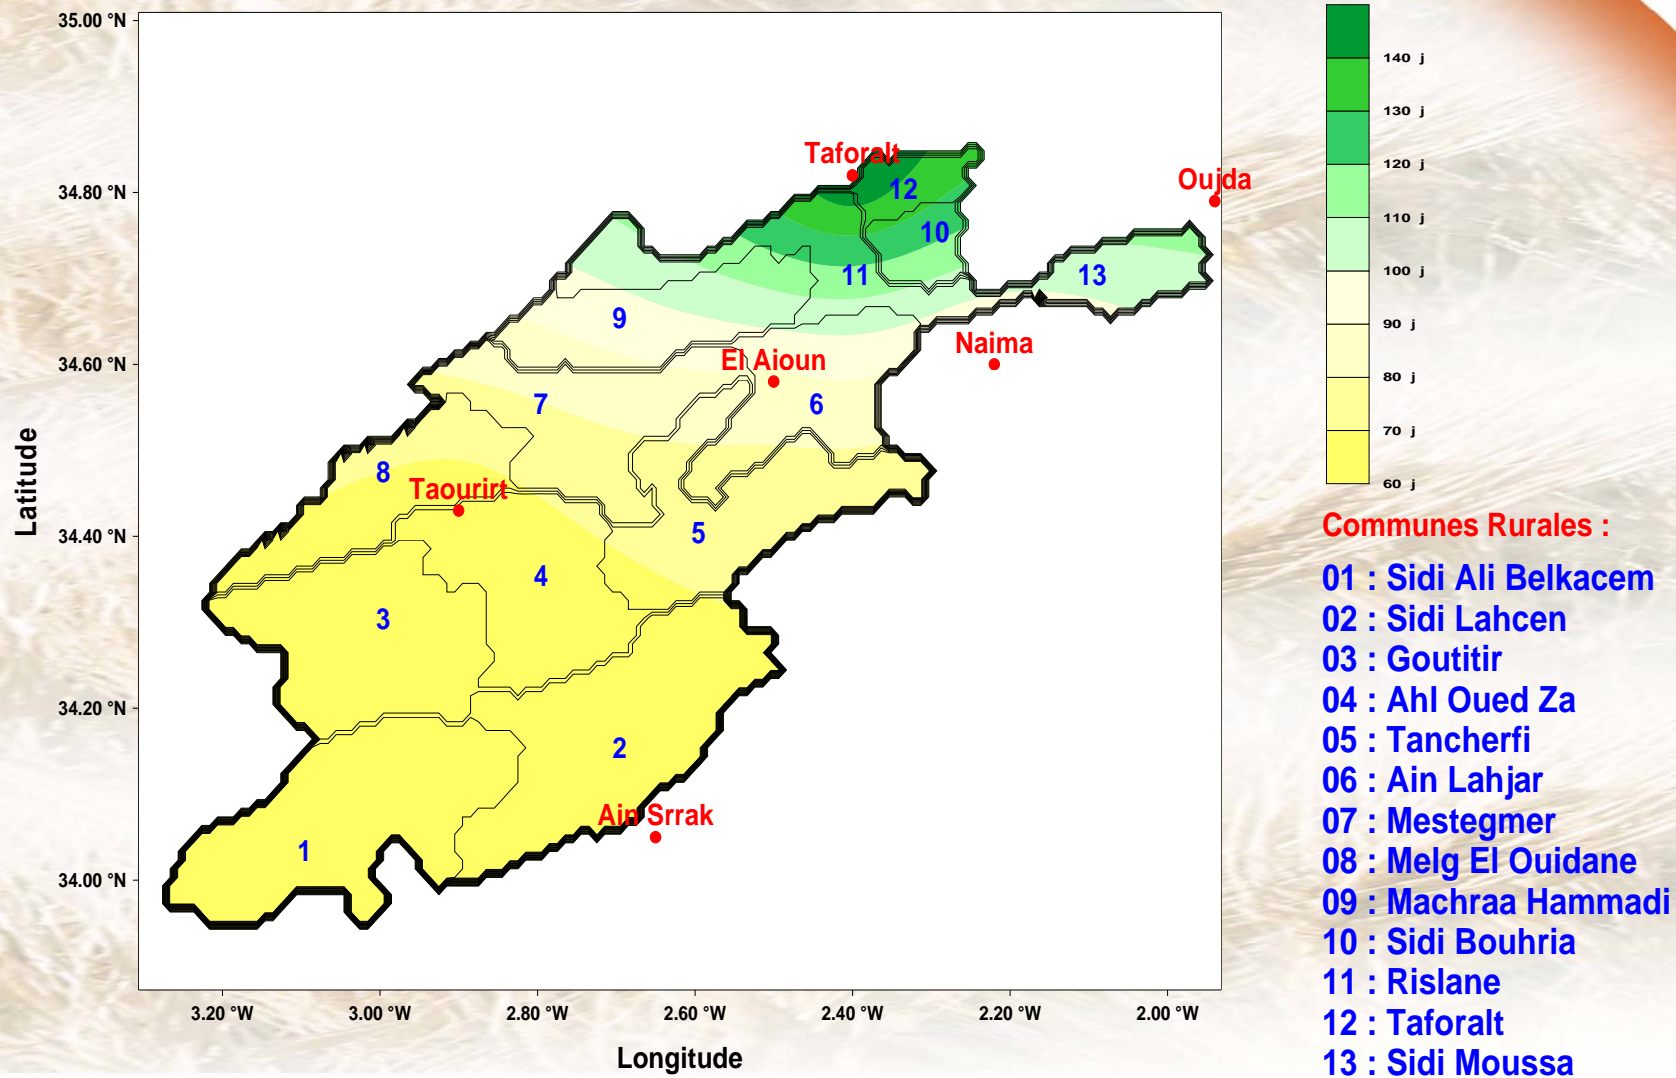 35.00 °N
34.80 °N
34.60 °N
34.40 °N
34.20 °N
34.00 °N
Latitude
3.20 °W
3.00 °W
2.80 °W
2.60 °W
2.40 °W
2.20 °W
2.00 °W
Longitude
Taforalt
Oujda
12
10
11
13
9
Naima
El Aioun
7
6
8
Taourirt
5
4
3
2
Ain Srrak
1
140 j
130 j
120 j
110 j
100 j
90 j
80 j
70 j
60 j
Communes Rurales :
01 : Sidi Ali Belkacem
02 : Sidi Lahcen
03 : Goutitir
04 : Ahl Oued Za
05 : Tancherfi
06 : Ain Lahjar
07 : Mestegmer
08 : Melg El Ouidane
09 : Machraa Hammadi
10 : Sidi Bouhria
11 : Rislane
12 : Taforalt
13 : Sidi Moussa